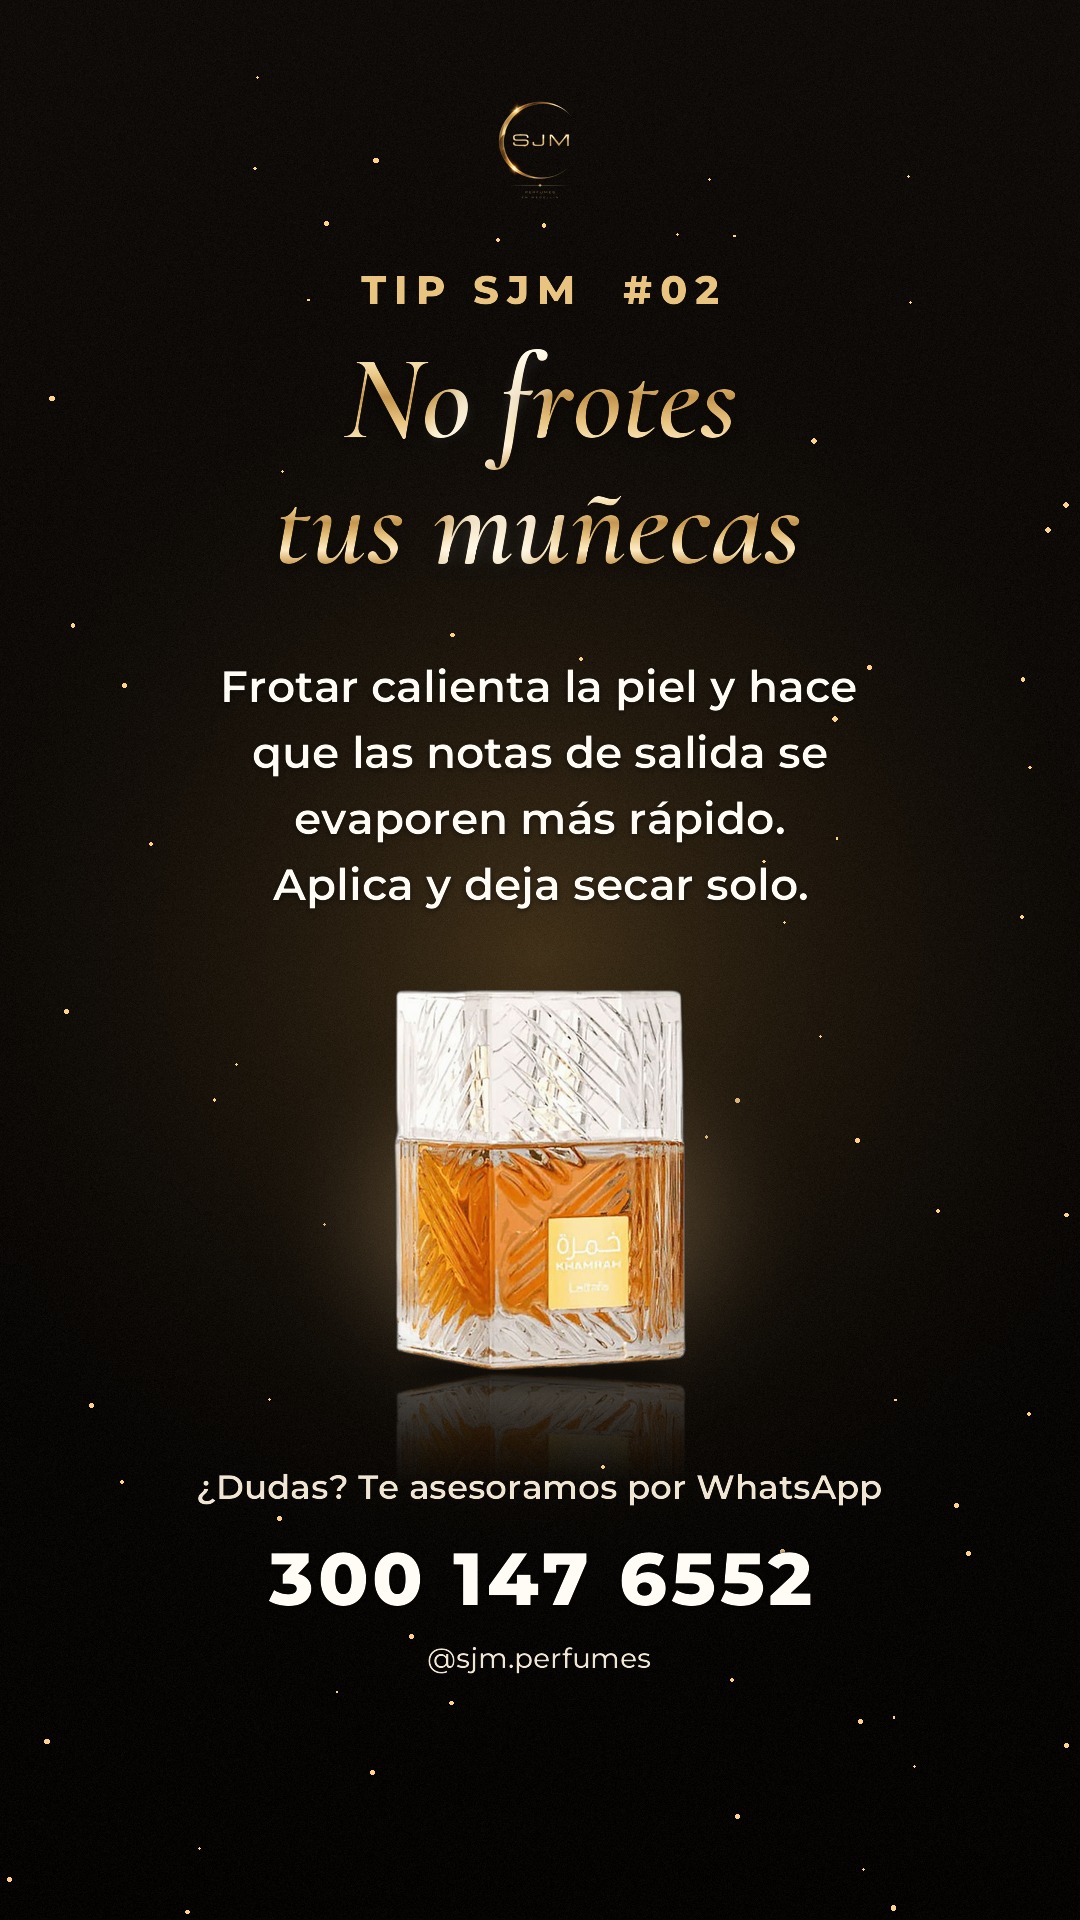 SJM
PERFUMES
TIP SJM #02
No frotes
tus muñecas
Frotar calienta la piel y hace
que las notas de salida se
evaporen más rápido.
Aplica y deja secar solo.
خمرة
KHAMRAH
Lattafa
¿Dudas? Te asesoramos por WhatsApp
300 147 6552
@sjm.perfumes